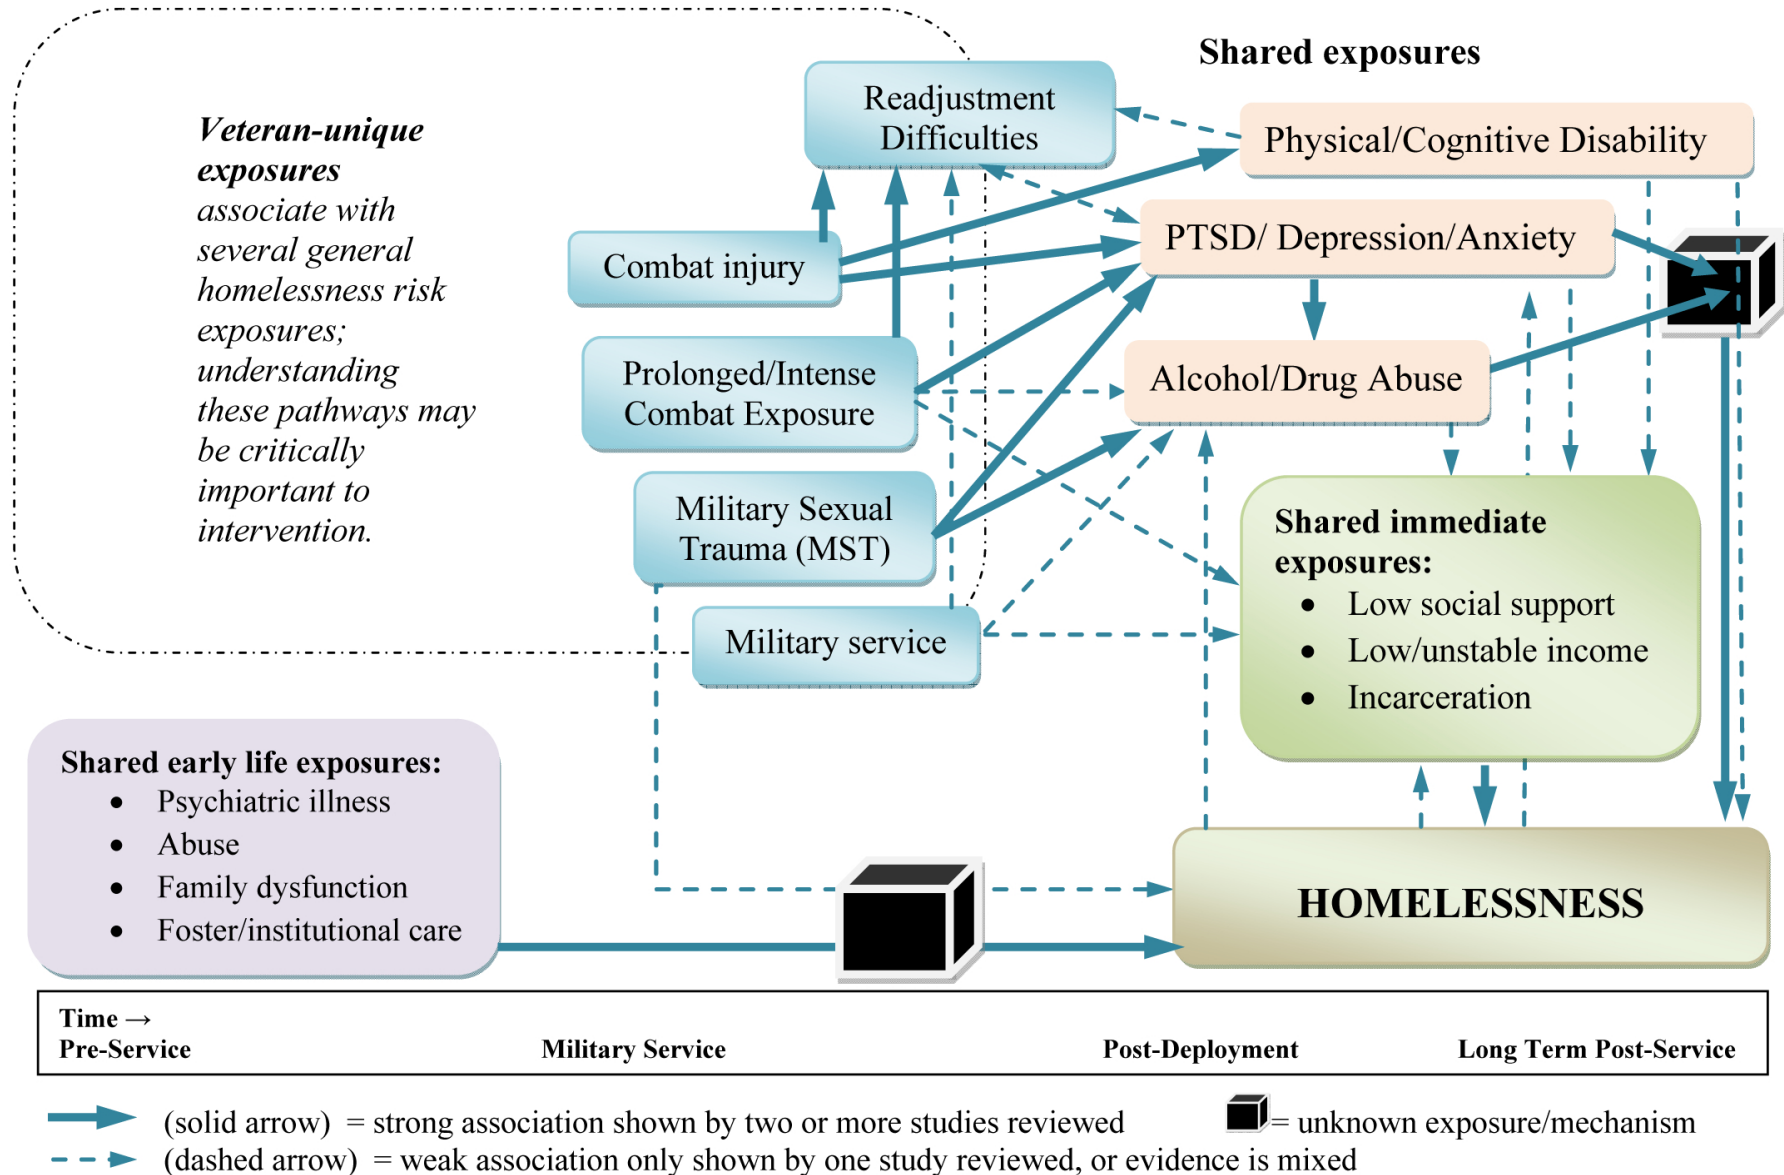 Shared exposures
Veteran-unique
exposures
associate with
several general
homelessness risk
exposures;
understanding
these pathways may
be critically
important to
intervention.
Readjustment
Difficulties
Physical/Cognitive Disability
Combat injury
PTSD/ Depression/Anxiety
Prolonged/Intense
Combat Exposure
Alcohol/Drug Abuse
Military Sexual
Trauma (MST)
Military service
Shared immediate
exposures:
• Low social support
• Low/unstable income
• Incarceration
Shared early life exposures:
• Psychiatric illness
• Abuse
• Family dysfunction
• Foster/institutional care
HOMELESSNESS
Time →
Pre-Service Military Service Post-Deployment Long Term Post-Service
(solid arrow) = strong association shown by two or more studies reviewed = unknown exposure/mechanism
(dashed arrow) = weak association only shown by one study reviewed, or evidence is mixed